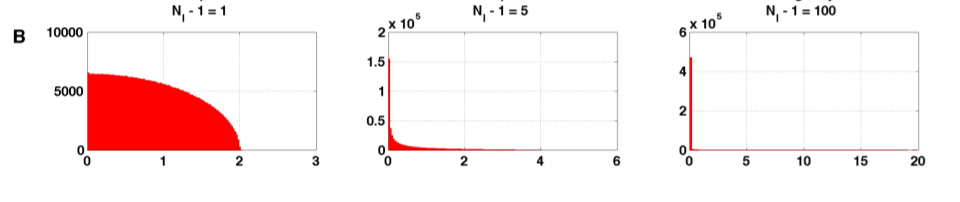 N_l - 1 = 1
N_l - 1 = 5
N_l - 1 = 100
B
10000
5000
0
0 1 2 3
2 x 10^5
1.5
1
0.5
0
0 2 4 6
6 x 10^5
4
2
0
0 5 10 15 20